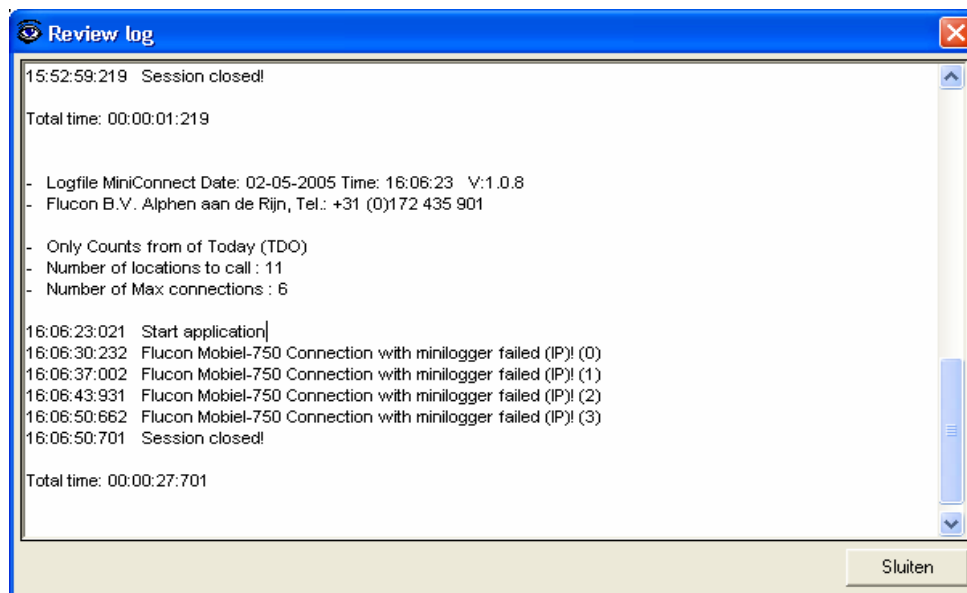 Review log
15:52:59:219 Session closed!
Total time: 00:00:01:219
- Logfile MiniConnect Date: 02-05-2005 Time: 16:06:23 V:1.0.8
- Flucon B.V. Alphen aan de Rijn, Tel.: +31 (0)172 435 901
- Only Counts from of Today (TDO)
- Number of locations to call : 11
- Number of Max connections : 6
16:06:23:021 Start application
16:06:30:232 Flucon Mobiel-750 Connection with minilogger failed (IP)! (0)
16:06:37:002 Flucon Mobiel-750 Connection with minilogger failed (IP)! (1)
16:06:43:931 Flucon Mobiel-750 Connection with minilogger failed (IP)! (2)
16:06:50:662 Flucon Mobiel-750 Connection with minilogger failed (IP)! (3)
16:06:50:701 Session closed!
Total time: 00:00:27:701
Sluiten